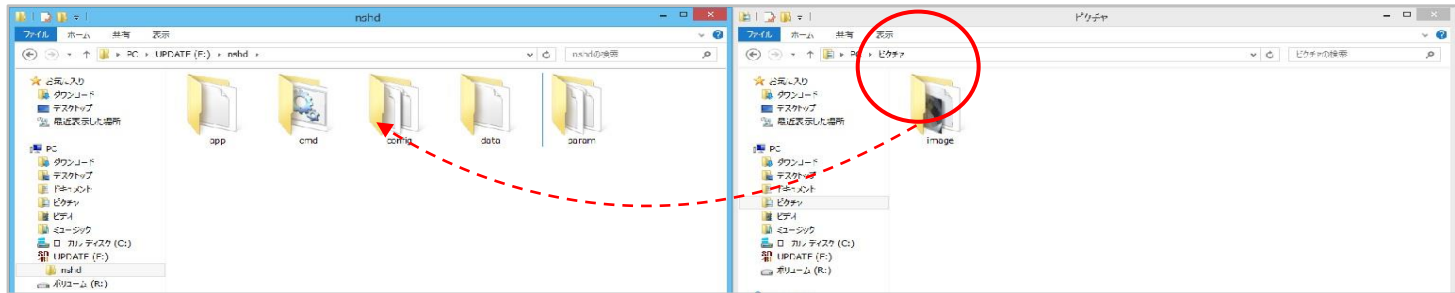 nshd
ファイル ホーム 共有 表示
PC UPDATE (F:) nshd
nshdの検索
お気に入り
ダウンロード
デスクトップ
最近表示した場所
PC
ダウンロード
デスクトップ
ドキュメント
ピクチャ
ビデオ
ミュージック
ローカル ディスク (C:)
UPDATE (F:)
nshd
ボリューム (R:)
app cmd config data param
ピクチャ
ファイル ホーム 共有 表示
PC ピクチャ
ピクチャの検索
お気に入り
ダウンロード
デスクトップ
最近表示した場所
PC
ダウンロード
デスクトップ
ドキュメント
ピクチャ
ビデオ
ミュージック
ローカル ディスク (C:)
UPDATE (F:)
ボリューム (R:)
image